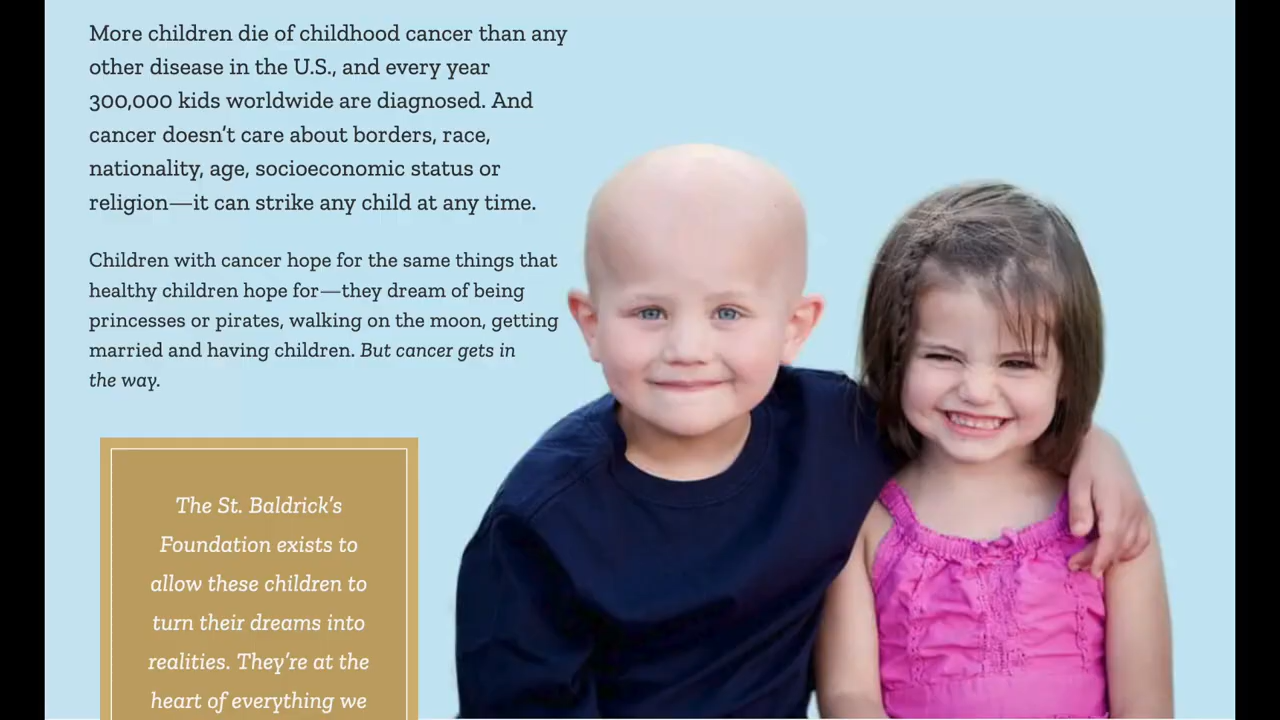 More children die of childhood cancer than any
other disease in the U.S., and every year
300,000 kids worldwide are diagnosed. And
cancer doesn’t care about borders, race,
nationality, age, socioeconomic status or
religion—it can strike any child at any time.
Children with cancer hope for the same things that
healthy children hope for—they dream of being
princesses or pirates, walking on the moon, getting
married and having children. But cancer gets in
the way.
The St. Baldrick’s
Foundation exists to
allow these children to
turn their dreams into
realities. They’re at the
heart of everything we